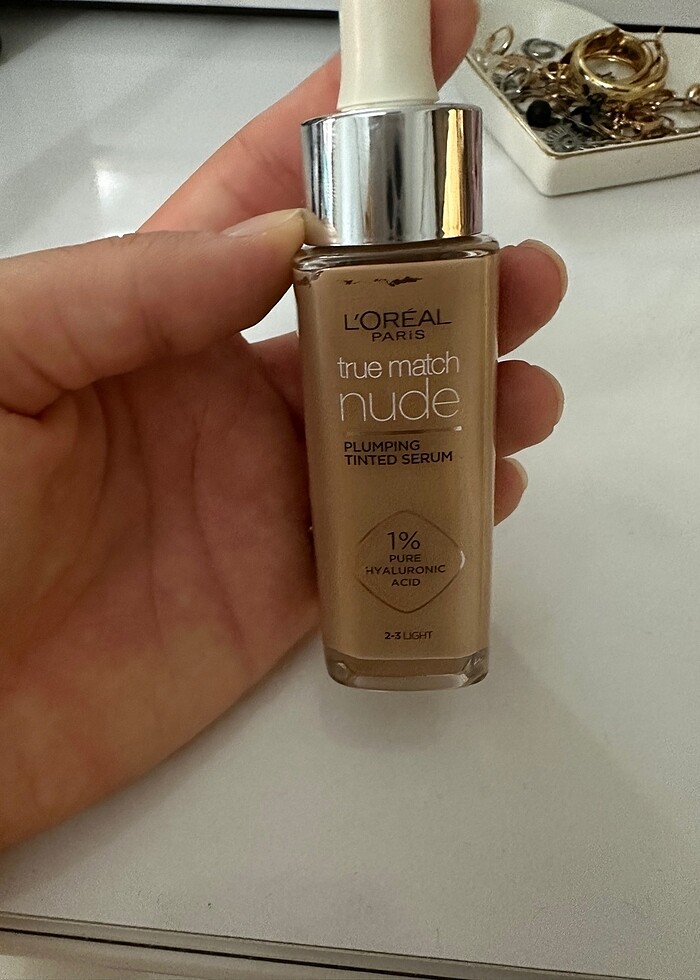 L'ORÉAL
PARIS
true match
nude
PLUMPING
TINTED SERUM
1%
PURE
HYALURONIC
ACID
2-3 LIGHT